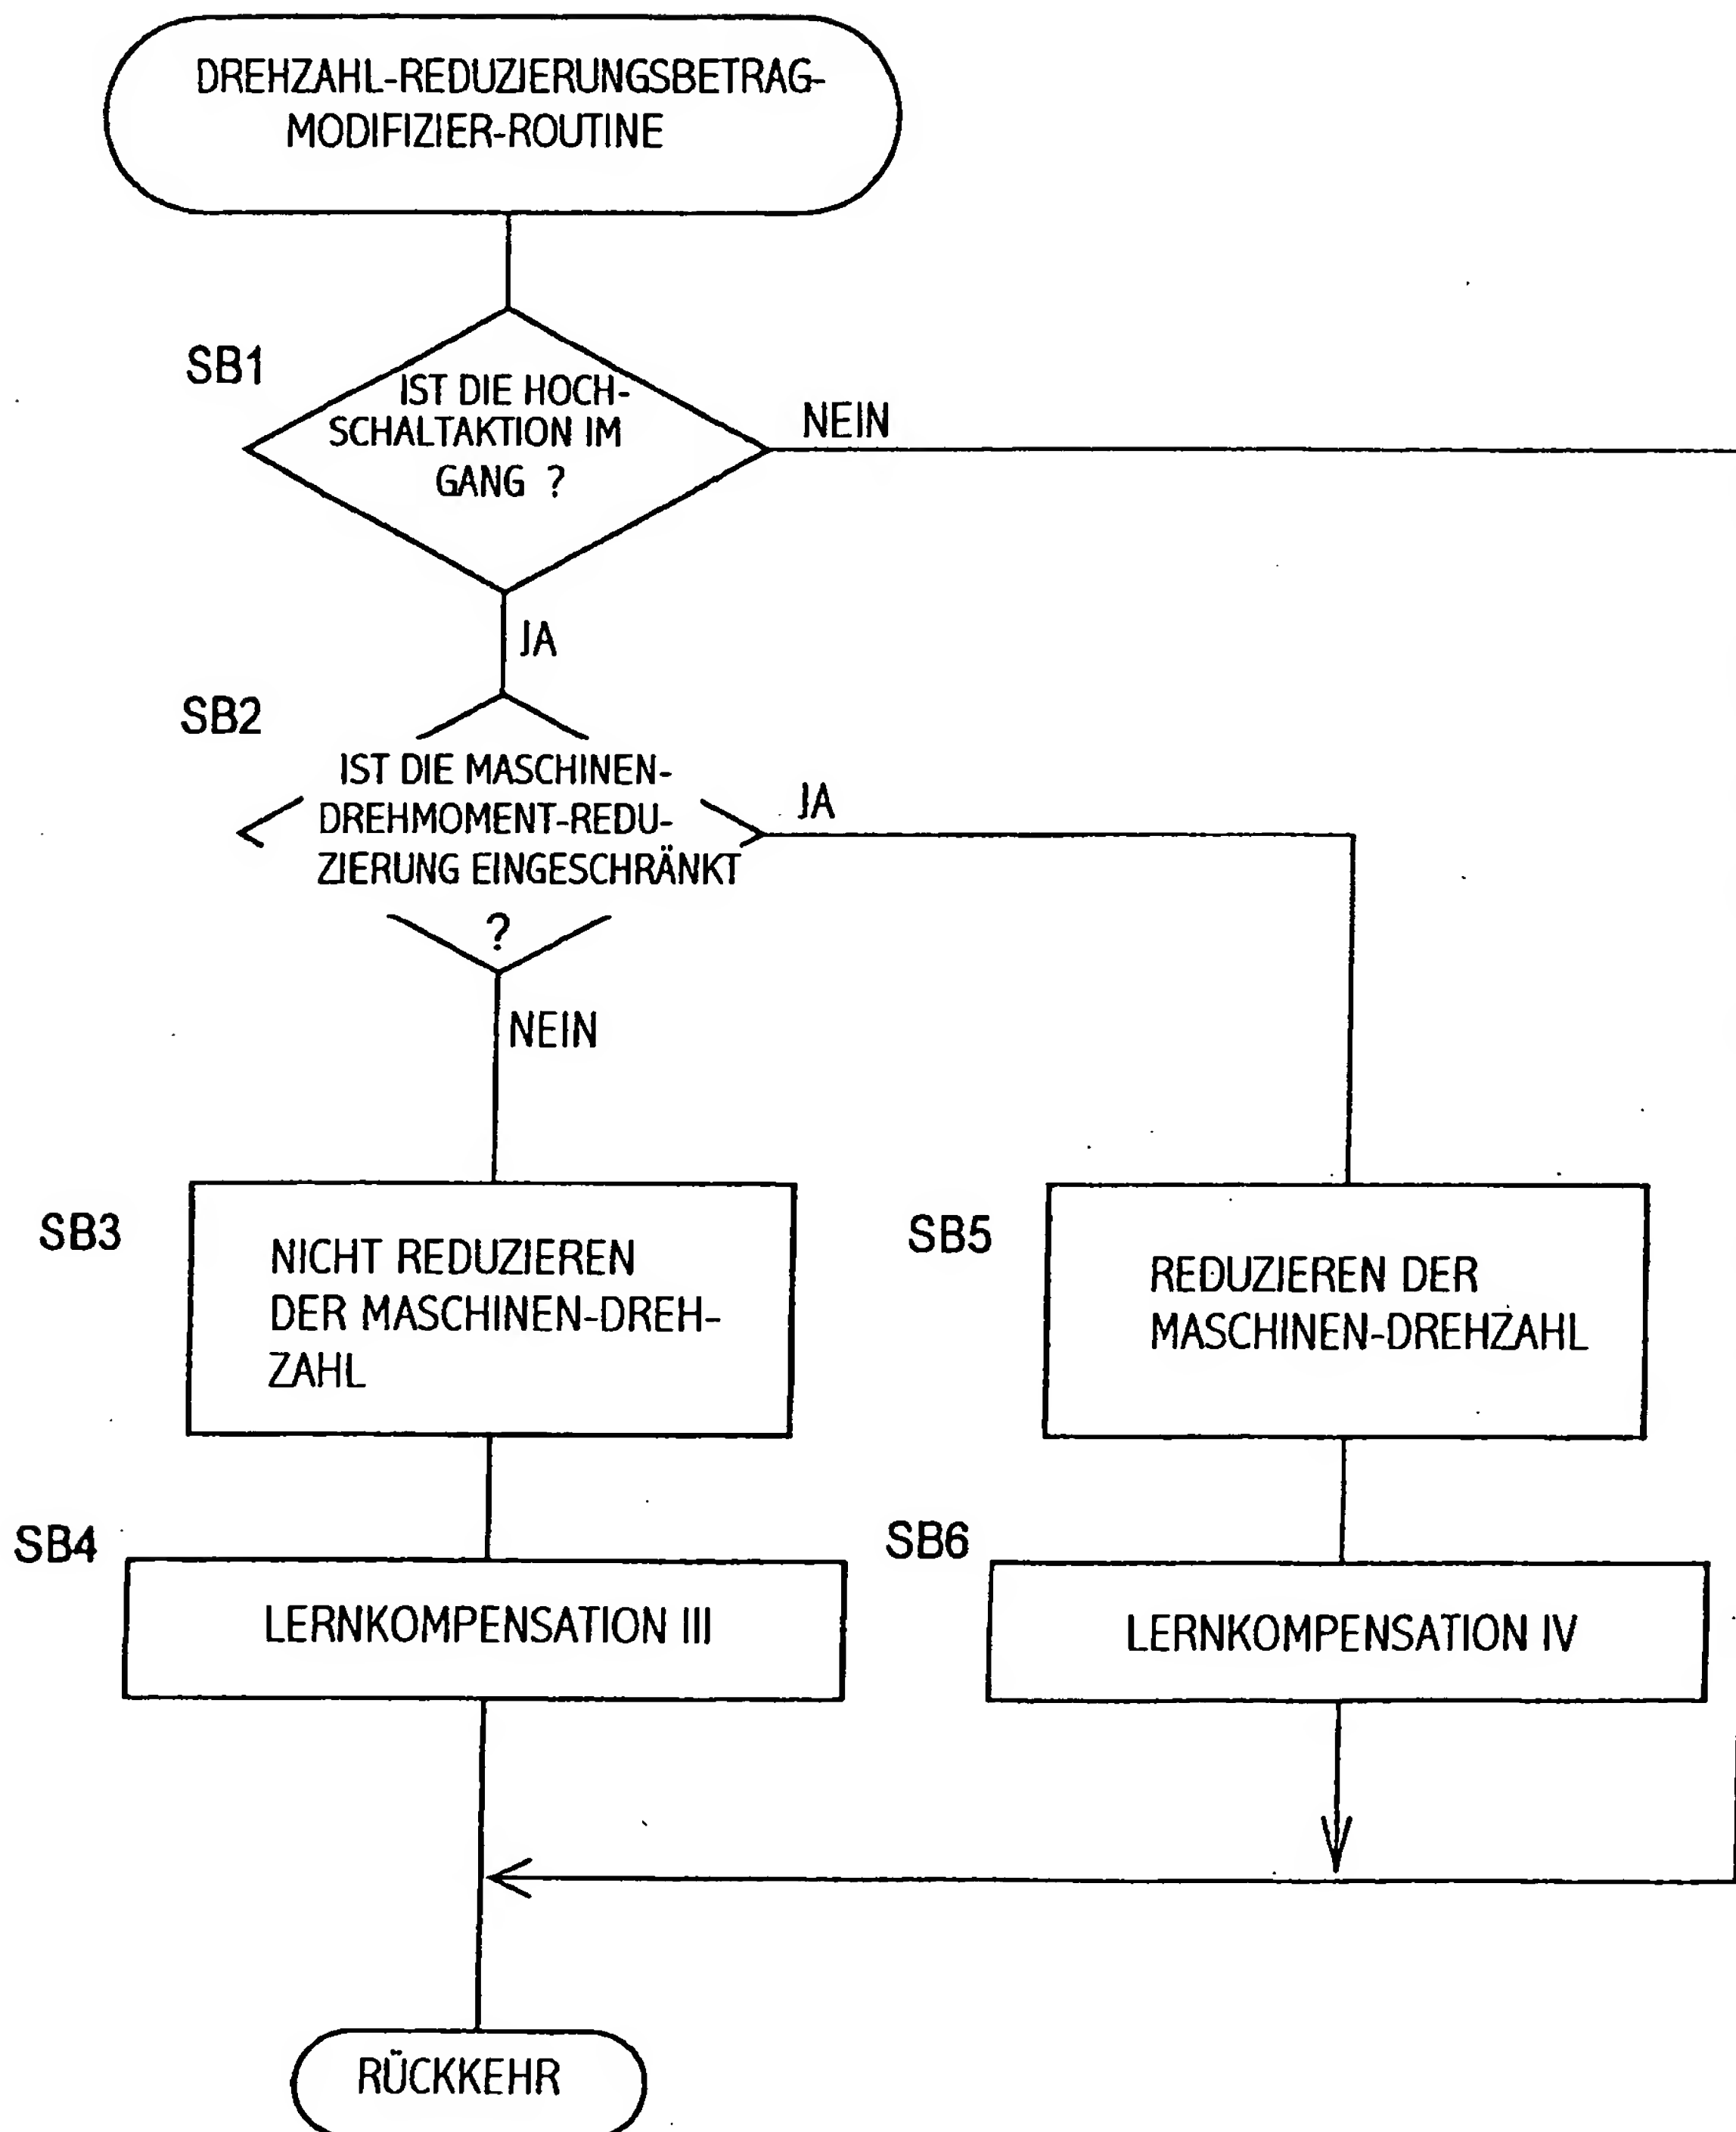 DREHZAHL-REDUZIERUNGSBETRAG-
MODIFIZIER-ROUTINE
SB1
IST DIE HOCH-
SCHALTAKTION IM
GANG ?
NEIN
JA
SB2
IST DIE MASCHINEN-
DREHMOMENT-REDU-
ZIERUNG EINGESCHRÄNKT
?
JA
NEIN
SB3
NICHT REDUZIEREN
DER MASCHINEN-DREH-
ZAHL
SB5
REDUZIEREN DER
MASCHINEN-DREHZAHL
SB4
LERNKOMPENSATION III
SB6
LERNKOMPENSATION IV
RÜCKKEHR